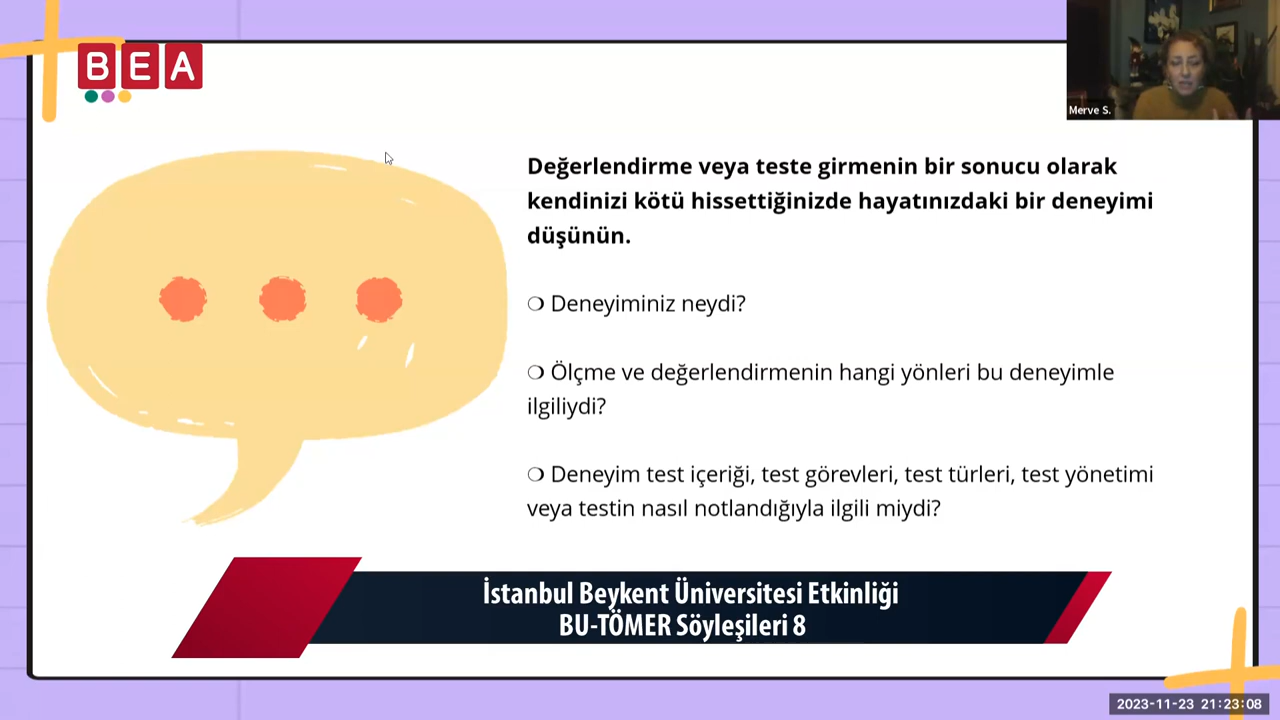 BEA
Merve S.
Değerlendirme veya teste girmenin bir sonucu olarak
kendinizi kötü hissettiğinizde hayatınızdaki bir deneyimi
düşünün.
❍ Deneyiminiz neydi?
❍ Ölçme ve değerlendirmenin hangi yönleri bu deneyimle
ilgiliydi?
❍ Deneyim test içeriği, test görevleri, test türleri, test yönetimi
veya testin nasıl notlandığıyla ilgili miydi?
İstanbul Beykent Üniversitesi Etkinliği
BU-TÖMER Söyleşileri 8
2023-11-23 21:23:08